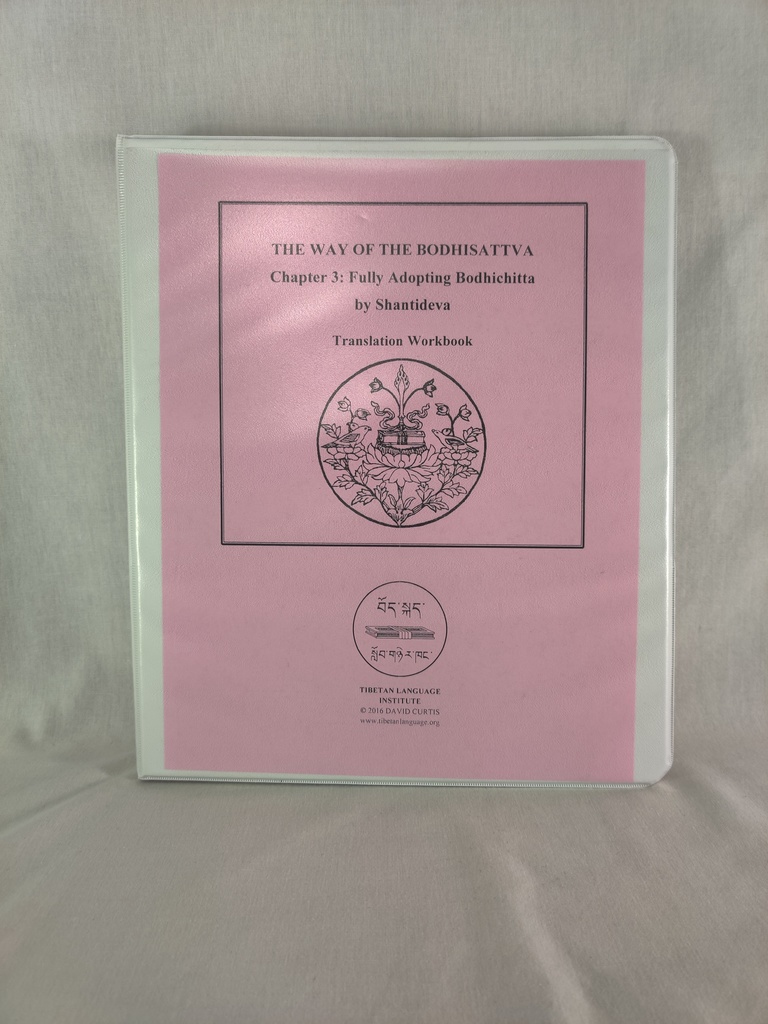 THE WAY OF THE BODHISATTVA
Chapter 3: Fully Adopting Bodhichitta
by Shantideva
Translation Workbook
བོད་སྐད་
སློབ་གཉེར་ཁང་
TIBETAN LANGUAGE
INSTITUTE
© 2016 DAVID CURTIS
www.tibetanlanguage.org